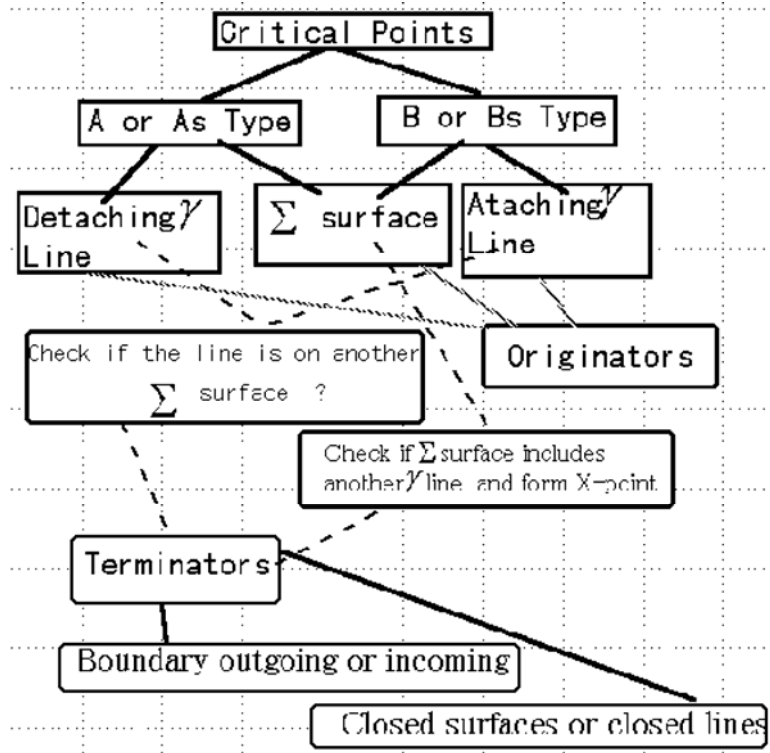 Critical Points
A or As Type
B or Bs Type
Detaching γ
Line
Σ surface
Ataching γ
Line
Check if the line is on another
Σ surface ?
Originators
Check if Σ surface includes
another γ line and form X-point
Terminators
Boundary outgoing or incoming
Closed surfaces or closed lines